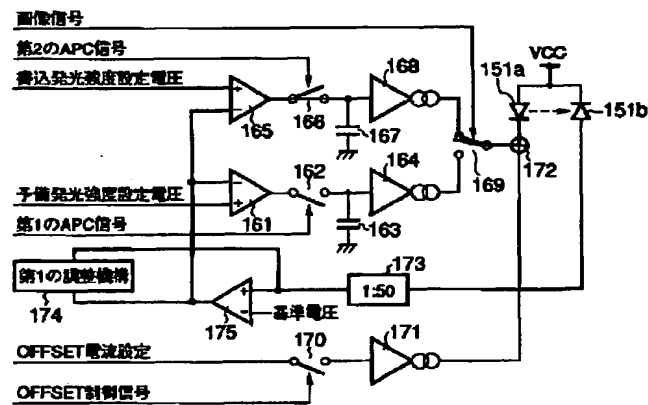 画像信号
第2のAPC信号
書込発光強度設定電圧
VCC
151a
151b
168
165
166
167
172
162
164
169
予備発光強度設定電圧
第1のAPC信号
161
163
173
第1の調整機構
1:50
174
175
基準電圧
170
171
OFFSET電流設定
OFFSET制御信号